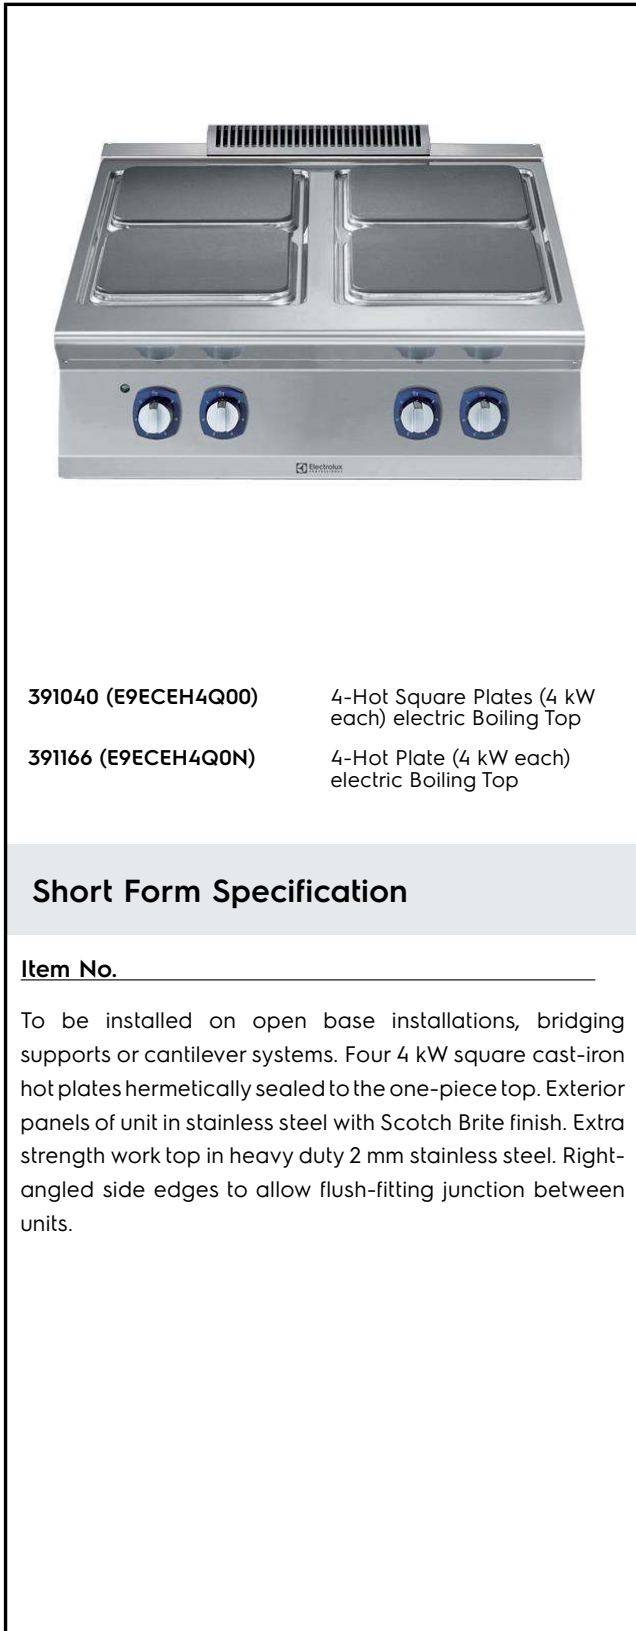 Electrolux
PROFESSIONAL
391040 (E9ECEH4Q00) 4-Hot Square Plates (4 kW
each) electric Boiling Top
391166 (E9ECEH4Q0N) 4-Hot Plate (4 kW each)
electric Boiling Top
Short Form Specification
Item No.
To be installed on open base installations, bridging
supports or cantilever systems. Four 4 kW square cast-iron
hot plates hermetically sealed to the one-piece top. Exterior
panels of unit in stainless steel with Scotch Brite finish. Extra
strength work top in heavy duty 2 mm stainless steel. Right-
angled side edges to allow flush-fitting junction between
units.